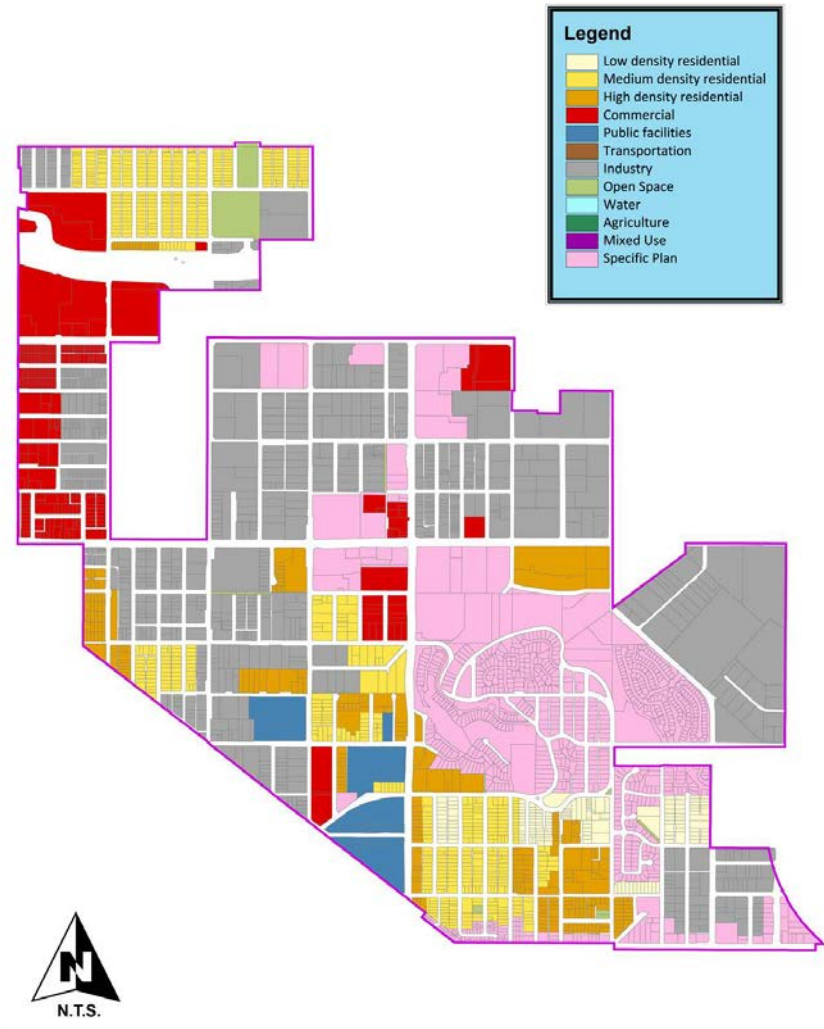 Legend
Low density residential
Medium density residential
High density residential
Commercial
Public facilities
Transportation
Industry
Open Space
Water
Agriculture
Mixed Use
Specific Plan
N
N.T.S.